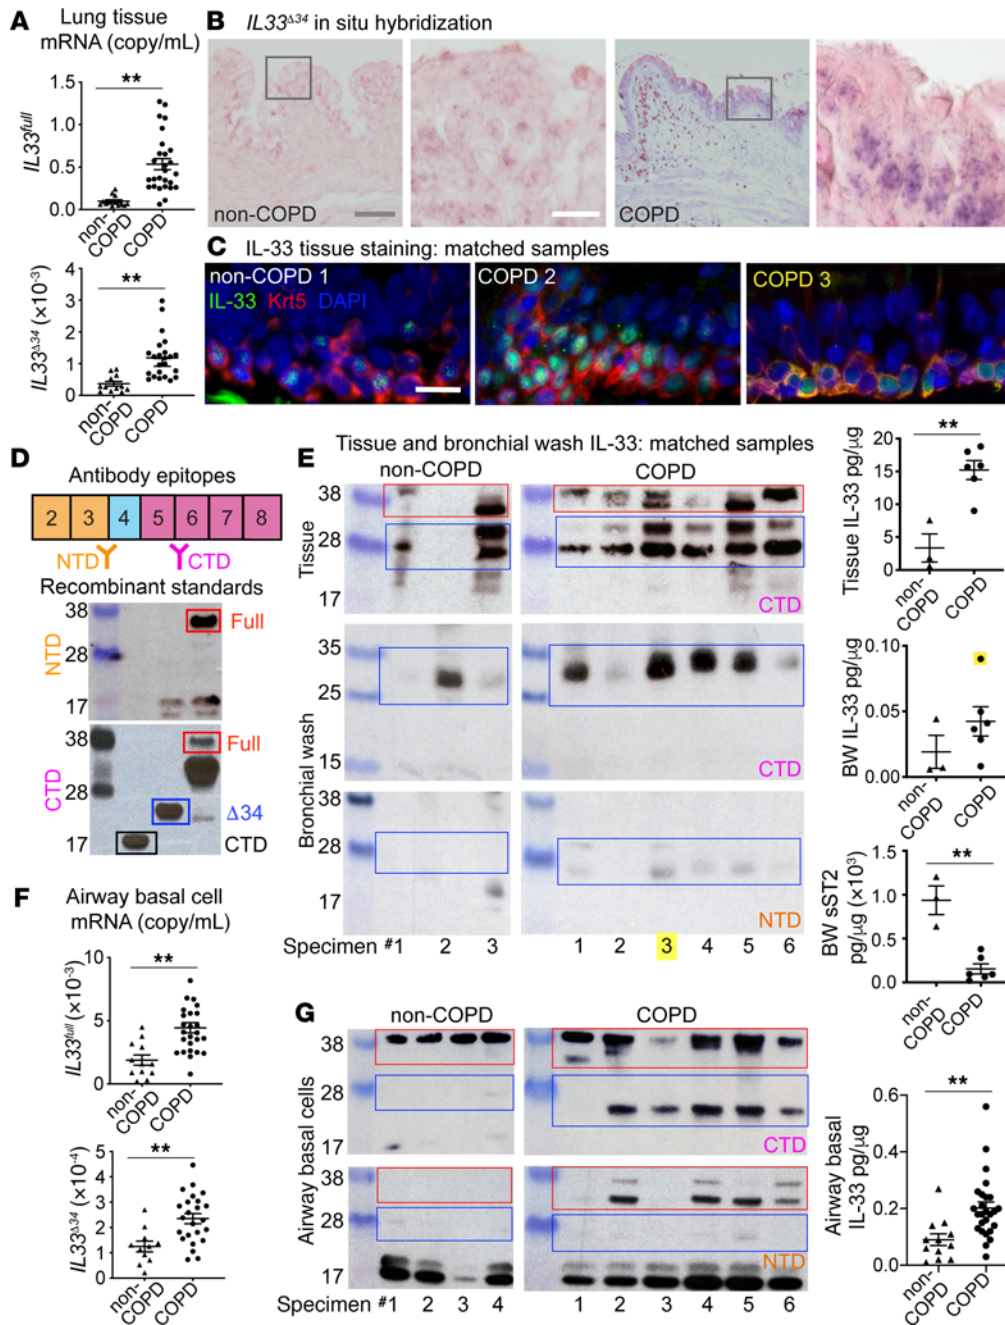 A
Lung tissue
mRNA (copy/mL)
IL33full
1.5
1.0
0.5
0.0
**
non-
COPD
COPD
IL33Δ34 (×10-3)
4
3
2
1
0
**
non-
COPD
COPD
B IL33Δ34 in situ hybridization
non-COPD
COPD
C IL-33 tissue staining: matched samples
non-COPD 1
IL-33 Krt5 DAPI
COPD 2
COPD 3
D
Antibody epitopes
2 3 4 5 6 7 8
NTD CTD
Recombinant standards
NTD
38
28
17
Full
CTD
38
28
17
Full
Δ34
CTD
E
Tissue and bronchial wash IL-33: matched samples
non-COPD COPD
Tissue
38
28
17
CTD
Bronchial wash
35
25
15
CTD
38
28
17
NTD
Specimen #1 2 3 1 2 3 4 5 6
Tissue IL-33 pg/µg
20
15
10
5
0
**
non-
COPD
COPD
BW IL-33 pg/µg
0.10
0.05
0.00
non-
COPD
COPD
BW sST2
pg/µg (×103)
1.5
1.0
0.5
0.0
**
non-
COPD
COPD
F
Airway basal cell
mRNA (copy/mL)
IL33full (×10-3)
10
5
0
**
non-
COPD
COPD
IL33Δ34 (×10-4)
5
4
3
2
1
0
**
non-
COPD
COPD
G
non-COPD COPD
Airway basal cells
38
28
17
CTD
38
28
17
NTD
Specimen #1 2 3 4 1 2 3 4 5 6
Airway basal
IL-33 pg/µg
0.6
0.4
0.2
0.0
**
non-
COPD
COPD